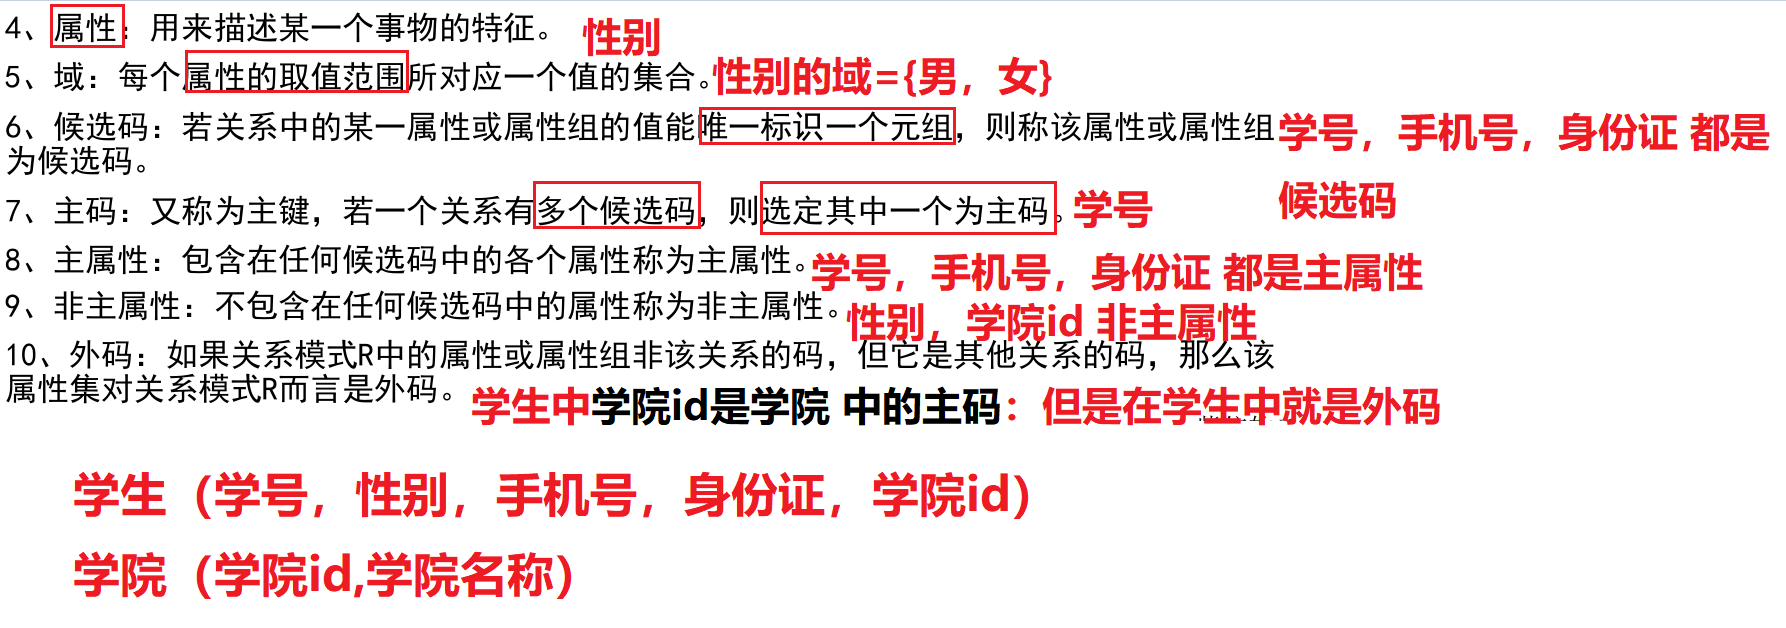 4、属性：用来描述某一个事物的特征。 性别
5、域：每个属性的取值范围所对应一个值的集合。性别的域={男，女}
6、候选码：若关系中的某一属性或属性组的值能唯一标识一个元组，则称该属性或属性组 学号，手机号，身份证 都是
为候选码。
候选码
7、主码：又称为主键，若一个关系有多个候选码，则选定其中一个为主码。学号
8、主属性：包含在任何候选码中的各个属性称为主属性。学号，手机号，身份证 都是主属性
9、非主属性：不包含在任何候选码中的属性称为非主属性。性别，学院id 非主属性
10、外码：如果关系模式R中的属性或属性组非该关系的码，但它是其他关系的码，那么该
属性集对关系模式R而言是外码。学生中学院id是学院 中的主码：但是在学生中就是外码
学生（学号，性别，手机号，身份证，学院id）
学院（学院id,学院名称）